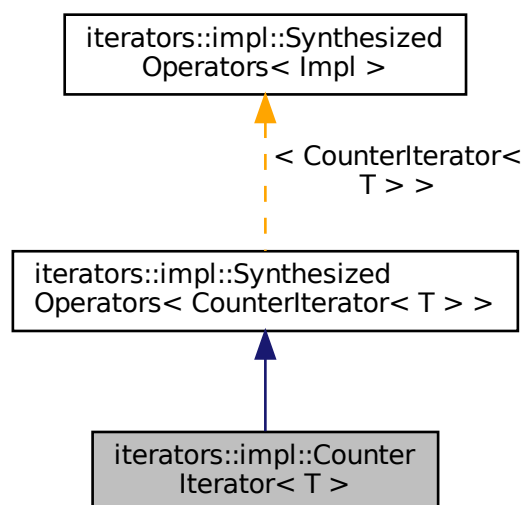 iterators::impl::Synthesized
Operators< Impl >
< CounterIterator<
T > >
iterators::impl::Synthesized
Operators< CounterIterator< T > >
iterators::impl::Counter
Iterator< T >